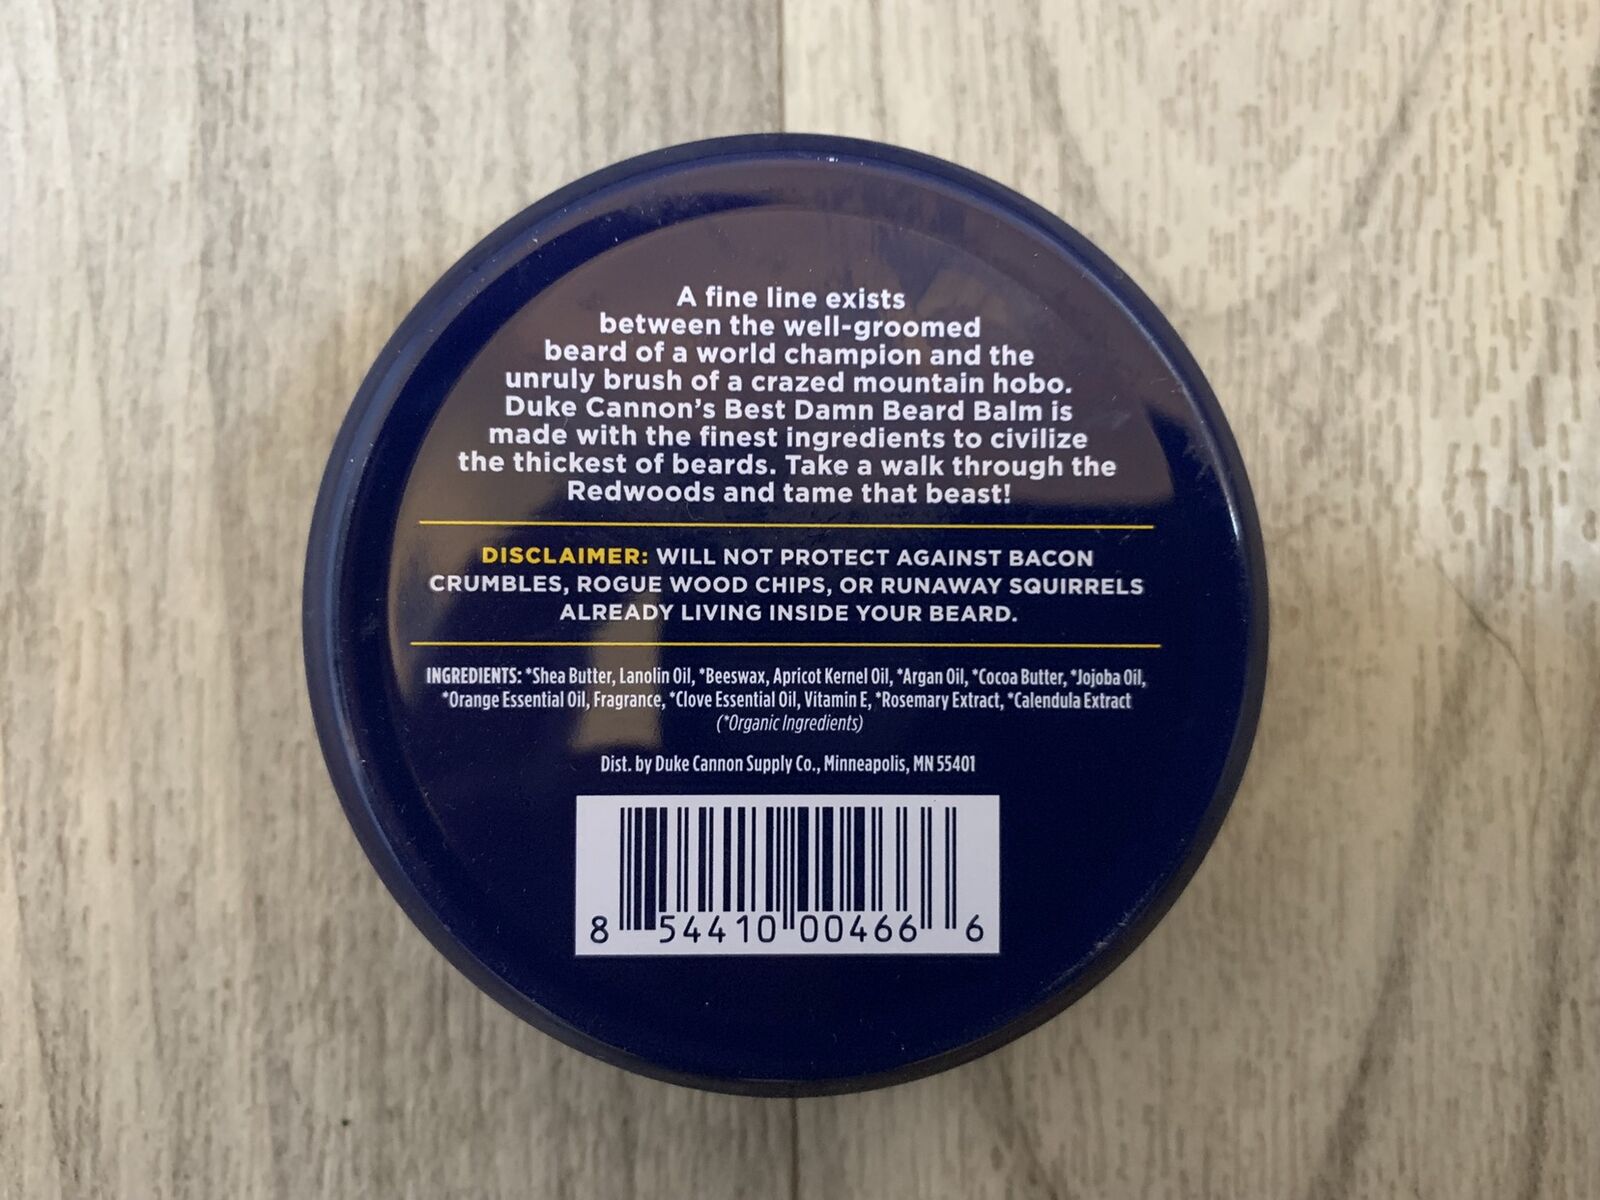 A fine line exists
between the well-groomed
beard of a world champion and the
unruly brush of a crazed mountain hobo.
Duke Cannon's Best Damn Beard Balm is
made with the finest ingredients to civilize
the thickest of beards. Take a walk through the
Redwoods and tame that beast!
DISCLAIMER: WILL NOT PROTECT AGAINST BACON
CRUMBLES, ROGUE WOOD CHIPS, OR RUNAWAY SQUIRRELS
ALREADY LIVING INSIDE YOUR BEARD.
INGREDIENTS: *Shea Butter, Lanolin Oil, *Beeswax, Apricot Kernel Oil, *Argan Oil, *Cocoa Butter, *Jojoba Oil,
*Orange Essential Oil, Fragrance, *Clove Essential Oil, Vitamin E, *Rosemary Extract, *Calendula Extract
(*Organic Ingredients)
Dist. by Duke Cannon Supply Co., Minneapolis, MN 55401
8 54410 00466 6